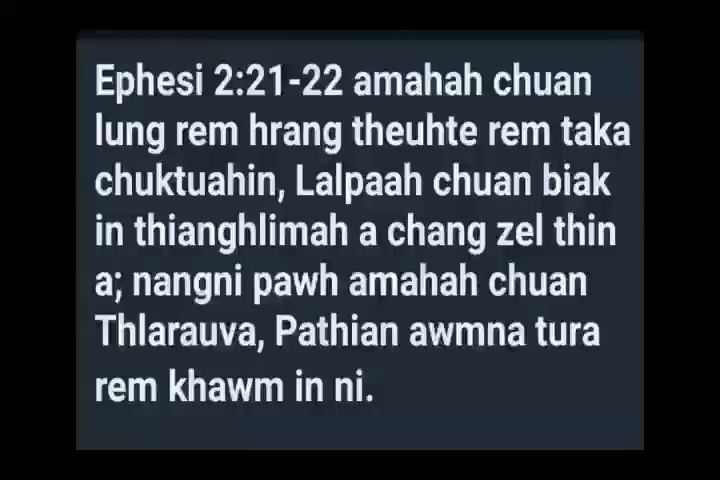 Ephesi 2:21-22 amahah chuan
lung rem hrang theuhte rem taka
chuktuahin, Lalpaah chuan biak
in thianghlimah a chang zel thin
a; nangni pawh amahah chuan
Thlarauva, Pathian awmna tura
rem khawm in ni.